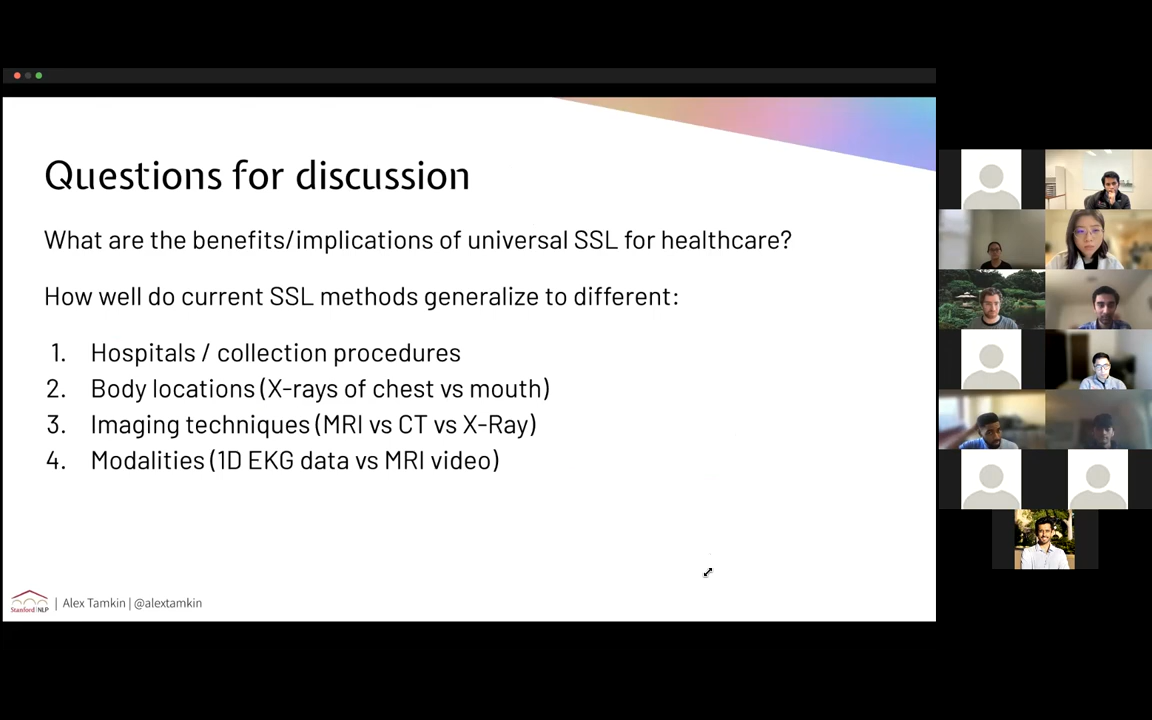 Questions for discussion
What are the benefits/implications of universal SSL for healthcare?
How well do current SSL methods generalize to different:
1. Hospitals / collection procedures
2. Body locations (X-rays of chest vs mouth)
3. Imaging techniques (MRI vs CT vs X-Ray)
4. Modalities (1D EKG data vs MRI video)
Stanford NLP | Alex Tamkin | @alextamkin